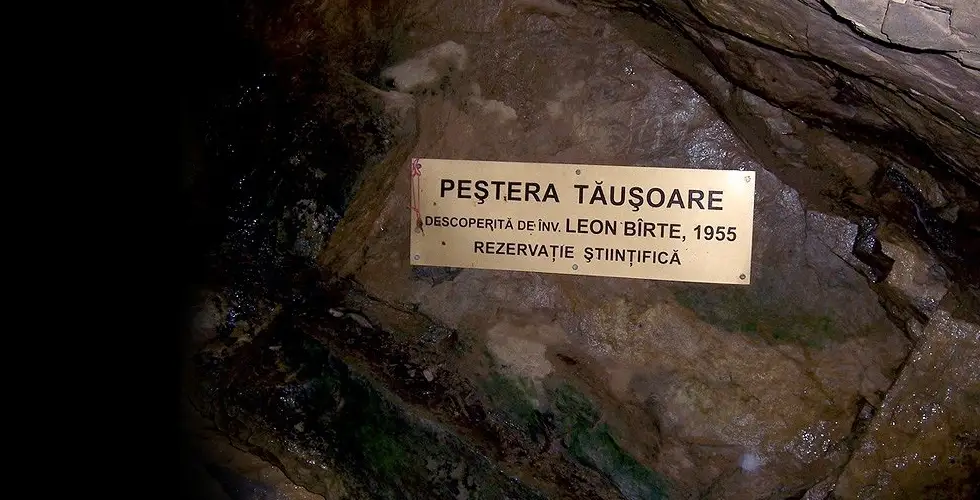 PEŞTERA TĂUŞOARE
DESCOPERITĂ DE ÎNV. LEON BÎRTE, 1955
REZERVAŢIE ŞTIINŢIFICĂ